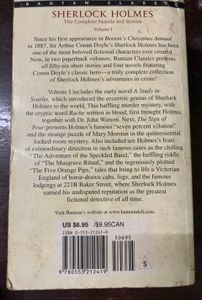 BANTAM CLASSIC
SHERLOCK HOLMES
The Complete Novels and Stories
Volume I
Since his first appearance in Beeton's Christmas Annual
in 1887, Sir Arthur Conan Doyle's Sherlock Holmes has been
one of the most beloved fictional characters ever created.
Now, in two paperback volumes, Bantam Classics presents
all fifty-six short stories and four novels featuring
Conan Doyle's classic hero—a truly complete collection
of Sherlock Holmes's adventures in crime!
Volume I includes the early novel A Study in
Scarlet, which introduced the eccentric genius of Sherlock
Holmes to the world. This baffling murder mystery, with
the cryptic word Rache written in blood, first brought Holmes
together with Dr. John Watson. Next, The Sign of
Four presents Holmes's famous "seven percent solution"
and the strange puzzle of Mary Morstan in the quintessential
locked room mystery. Also included are Holmes's feats
of extraordinary detection in such famous cases as the chilling
"The Adventure of the Speckled Band," the baffling riddle
of "The Musgrave Ritual," and the ingeniously plotted
"The Five Orange Pips," tales that bring to life a Victorian
England of horse-drawn cabs, fogs, and the famous
lodgings at 221B Baker Street, where Sherlock Holmes
earned his undisputed reputation as the greatest
fictional detective of all time.
Visit Bantam's website at www.bantamdell.com
US $6.95 /$9.95CAN
ISBN 0-553-21241-9
50695
9 780553 212419
S